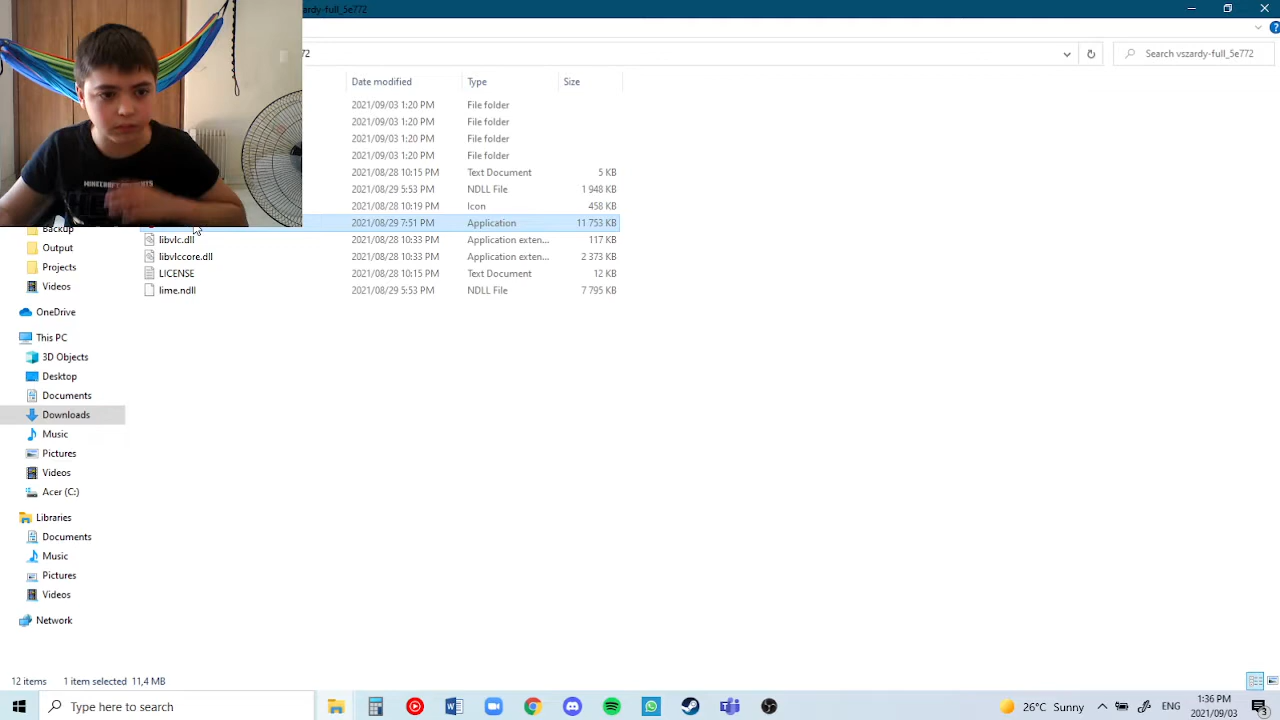 zardy-full_5e772
72
Search vszardy-full_5e772
Date modified Type Size
2021/09/03 1:20 PM File folder
2021/09/03 1:20 PM File folder
2021/09/03 1:20 PM File folder
2021/09/03 1:20 PM File folder
2021/08/28 10:15 PM Text Document 5 KB
2021/08/29 5:53 PM NDLL File 1 948 KB
2021/08/28 10:19 PM Icon 458 KB
2021/08/29 7:51 PM Application 11 753 KB
libvlc.dll 2021/08/28 10:33 PM Application exten... 117 KB
libvlccore.dll 2021/08/28 10:33 PM Application exten... 2 373 KB
LICENSE 2021/08/28 10:15 PM Text Document 12 KB
lime.ndll 2021/08/29 5:53 PM NDLL File 7 795 KB
MINECRAFT
Backup
Output
Projects
Videos
OneDrive
This PC
3D Objects
Desktop
Documents
Downloads
Music
Pictures
Videos
Acer (C:)
Libraries
Documents
Music
Pictures
Videos
Network
12 items 1 item selected 11,4 MB
Type here to search
26°C Sunny
ENG
1:36 PM
2021/09/03